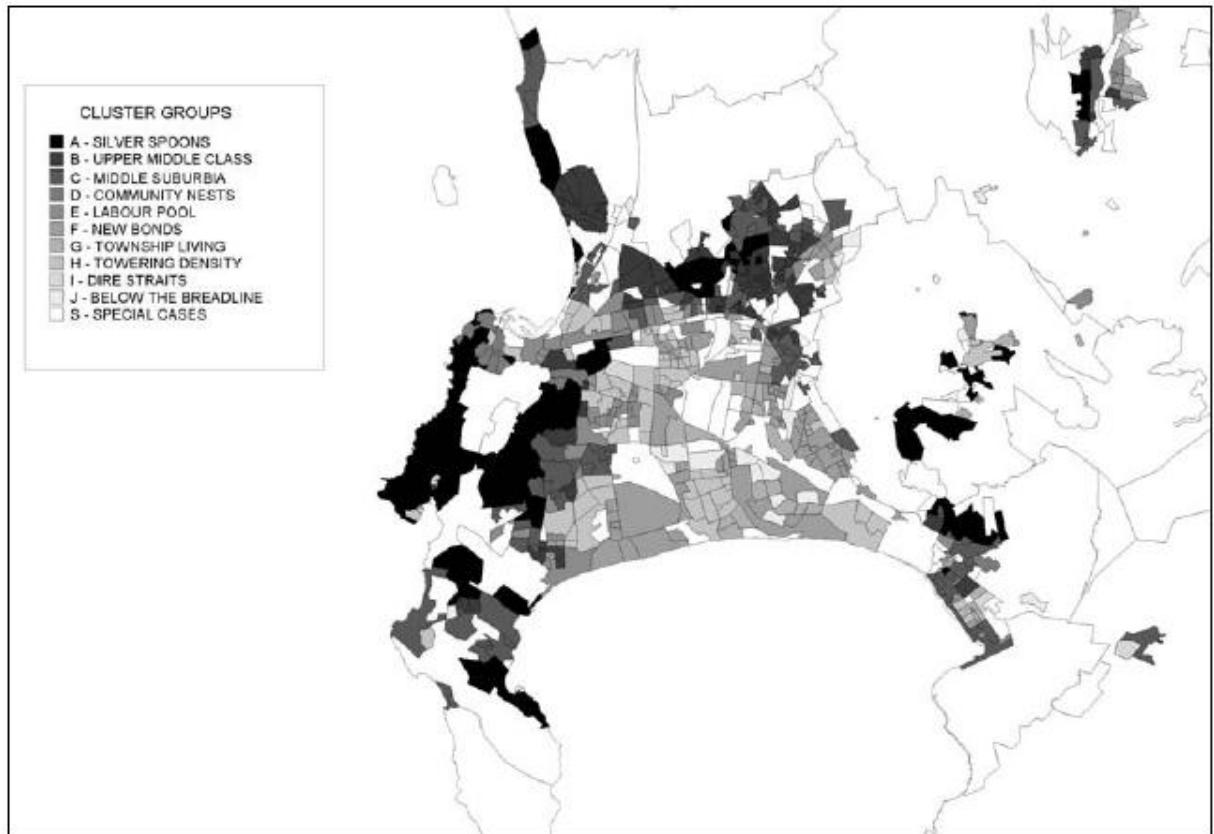 CLUSTER GROUPS
A - SILVER SPOONS
B - UPPER MIDDLE CLASS
C - MIDDLE SUBURBIA
D - COMMUNITY NESTS
E - LABOUR POOL
F - NEW BONDS
G - TOWNSHIP LIVING
H - TOWERING DENSITY
I - DIRE STRAITS
J - BELOW THE BREADLINE
S - SPECIAL CASES